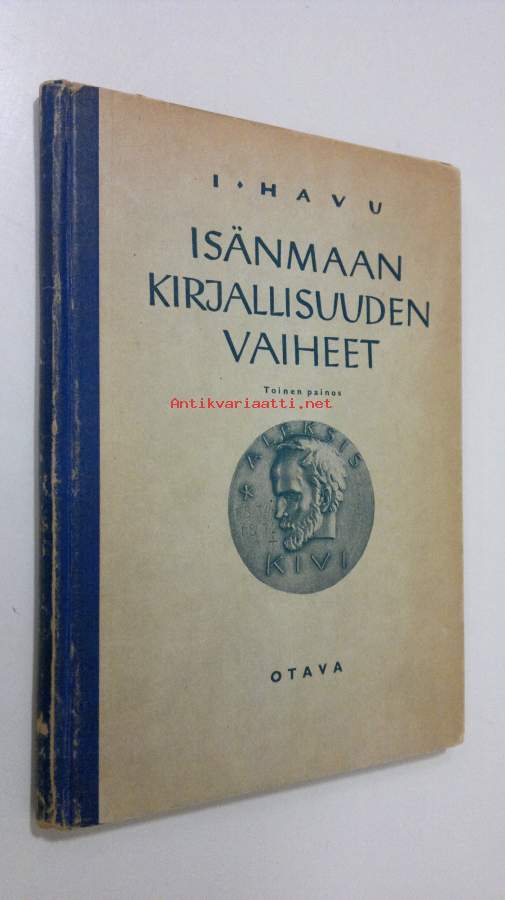 I • HAVU
ISÄNMAAN
KIRJALLISUUDEN
VAIHEET
Toinen painos
Antikvariaatti.net
* ALEKSIS
KIVI
OTAVA